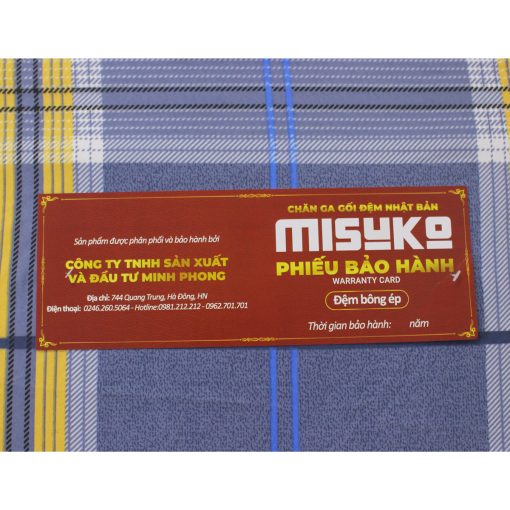 Sản phẩm được phân phối và bảo hành bởi
CÔNG TY TNHH SẢN XUẤT
VÀ ĐẦU TƯ MINH PHONG
Địa chỉ: 744 Quang Trung, Hà Đông, HN
Điện thoại: 0246.260.5064 - Hotline:0981.212.212 - 0962.701.701
CHĂN GA GỐI ĐỆM NHẬT BẢN
MISUKO
PHIẾU BẢO HÀNH
WARRANTY CARD
Đệm bông ép
Thời gian bảo hành: năm